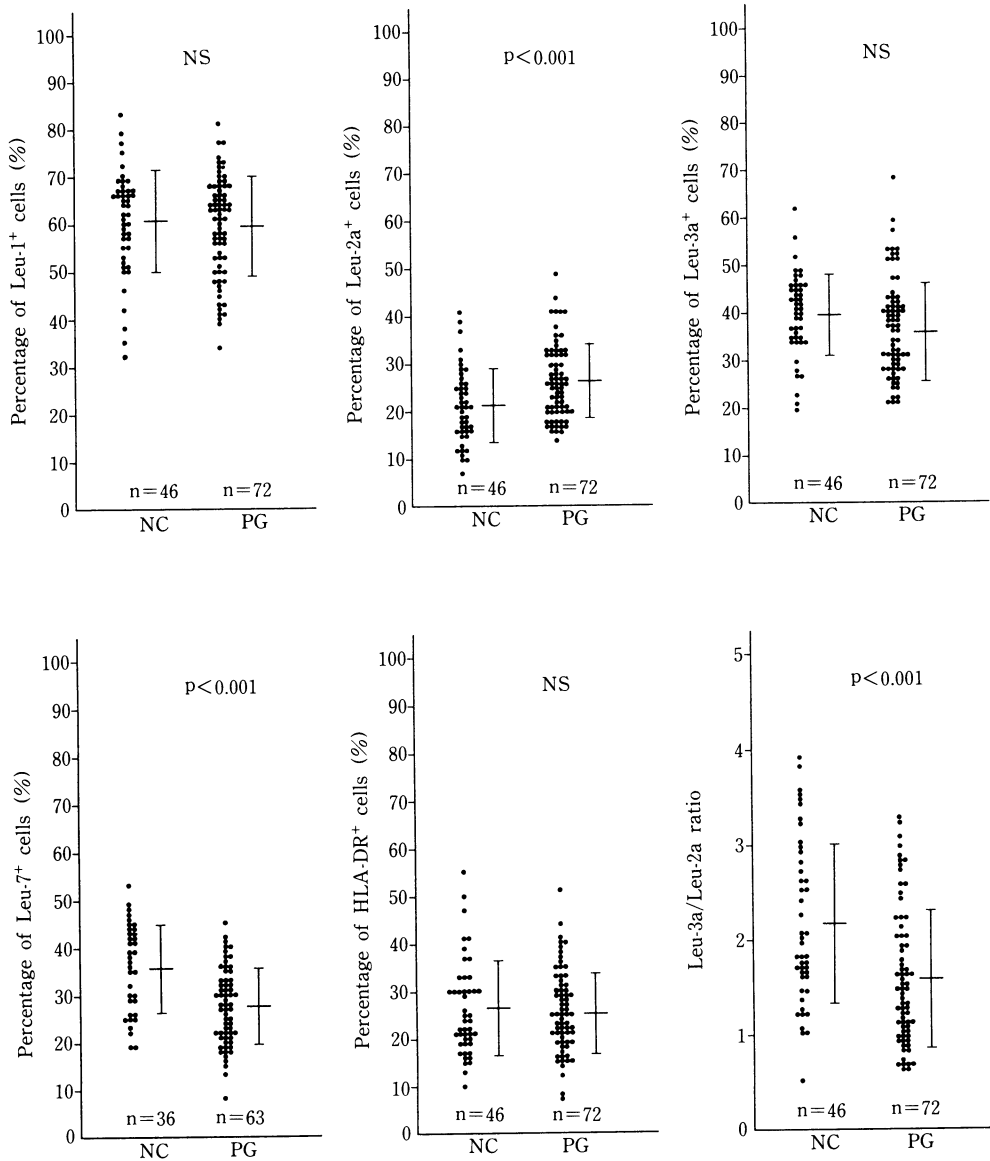 Percentage of Leu-1⁺ cells (%)
100
90
80
70
60
50
40
30
20
10
0
NS
n=46
n=72
NC
PG
Percentage of Leu-2a⁺ cells (%)
100
90
80
70
60
50
40
30
20
10
0
p<0.001
n=46
n=72
NC
PG
Percentage of Leu-3a⁺ cells (%)
100
90
80
70
60
50
40
30
20
10
0
NS
n=46
n=72
NC
PG
Percentage of Leu-7⁺ cells (%)
100
90
80
70
60
50
40
30
20
10
0
p<0.001
n=36
n=63
NC
PG
Percentage of HLA-DR⁺ cells (%)
100
90
80
70
60
50
40
30
20
10
0
NS
n=46
n=72
NC
PG
Leu-3a/Leu-2a ratio
5
4
3
2
1
0
p<0.001
n=46
n=72
NC
PG